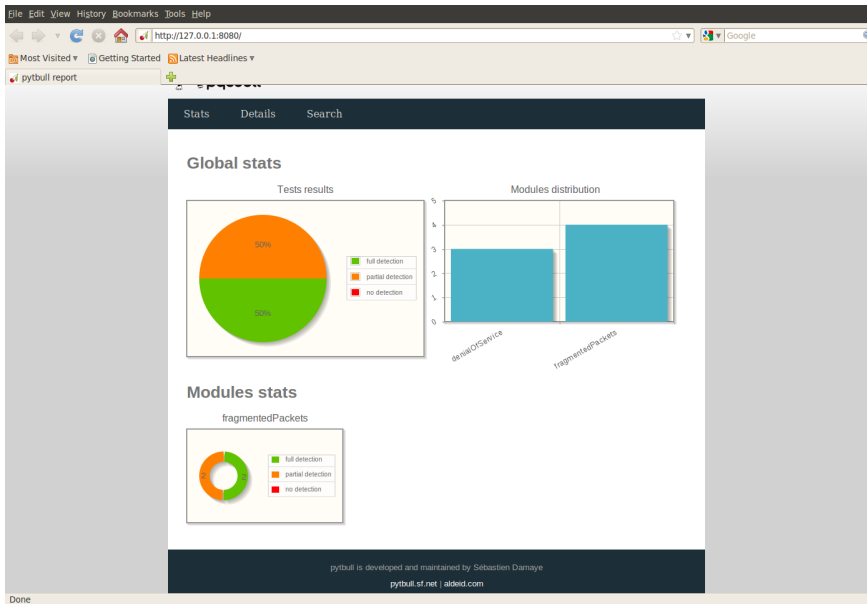 File Edit View History Bookmarks Tools Help
http://127.0.0.1:8080/
Google
Most Visited Getting Started Latest Headlines
pytbull report
Stats Details Search
Global stats
Tests results
50%
50%
full detection
partial detection
no detection
Modules distribution
5
4
3
2
1
0
denialOfService
fragmentedPackets
Modules stats
fragmentedPackets
2
2
full detection
partial detection
no detection
pytbull is developed and maintained by Sébastien Damaye
pytbull.sf.net | aldeid.com
Done